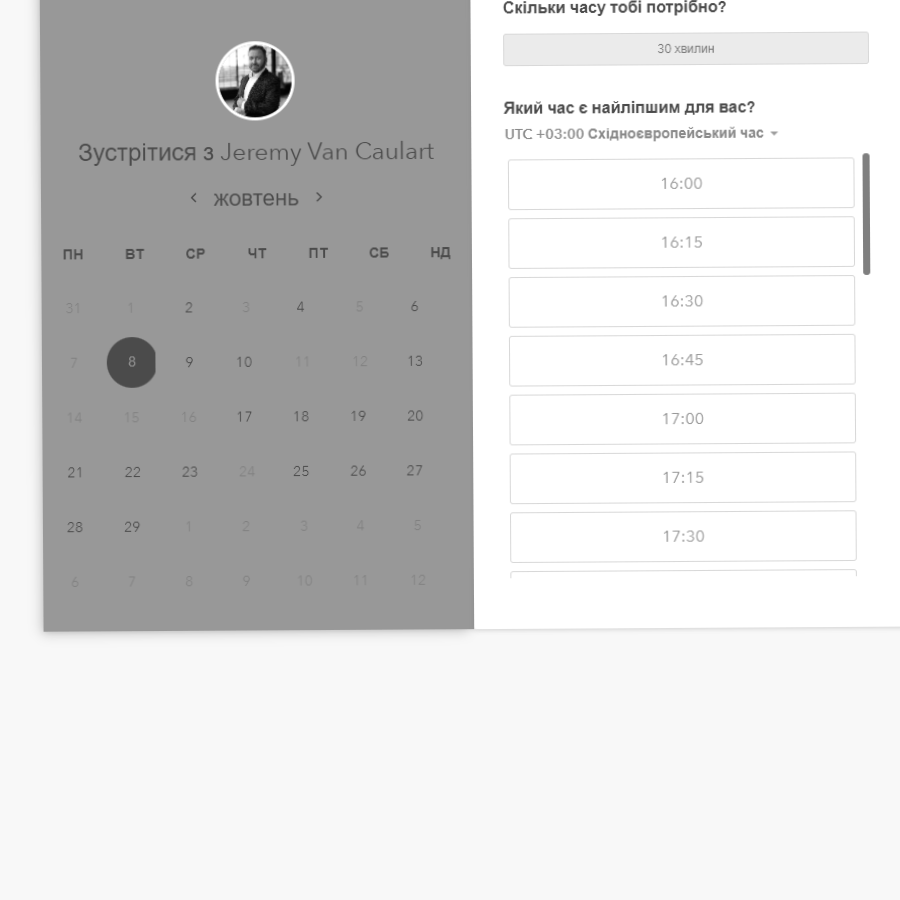 Зустрітися з Jeremy Van Caulart
жовтень
ПН ВТ СР ЧТ ПТ СБ НД
31 1 2 3 4 5 6
7 8 9 10 11 12 13
14 15 16 17 18 19 20
21 22 23 24 25 26 27
28 29 1 2 3 4 5
6 7 8 9 10 11 12
Скільки часу тобі потрібно?
30 хвилин
Який час є найліпшим для вас?
UTC +03:00 Східноєвропейський час
16:00
16:15
16:30
16:45
17:00
17:15
17:30